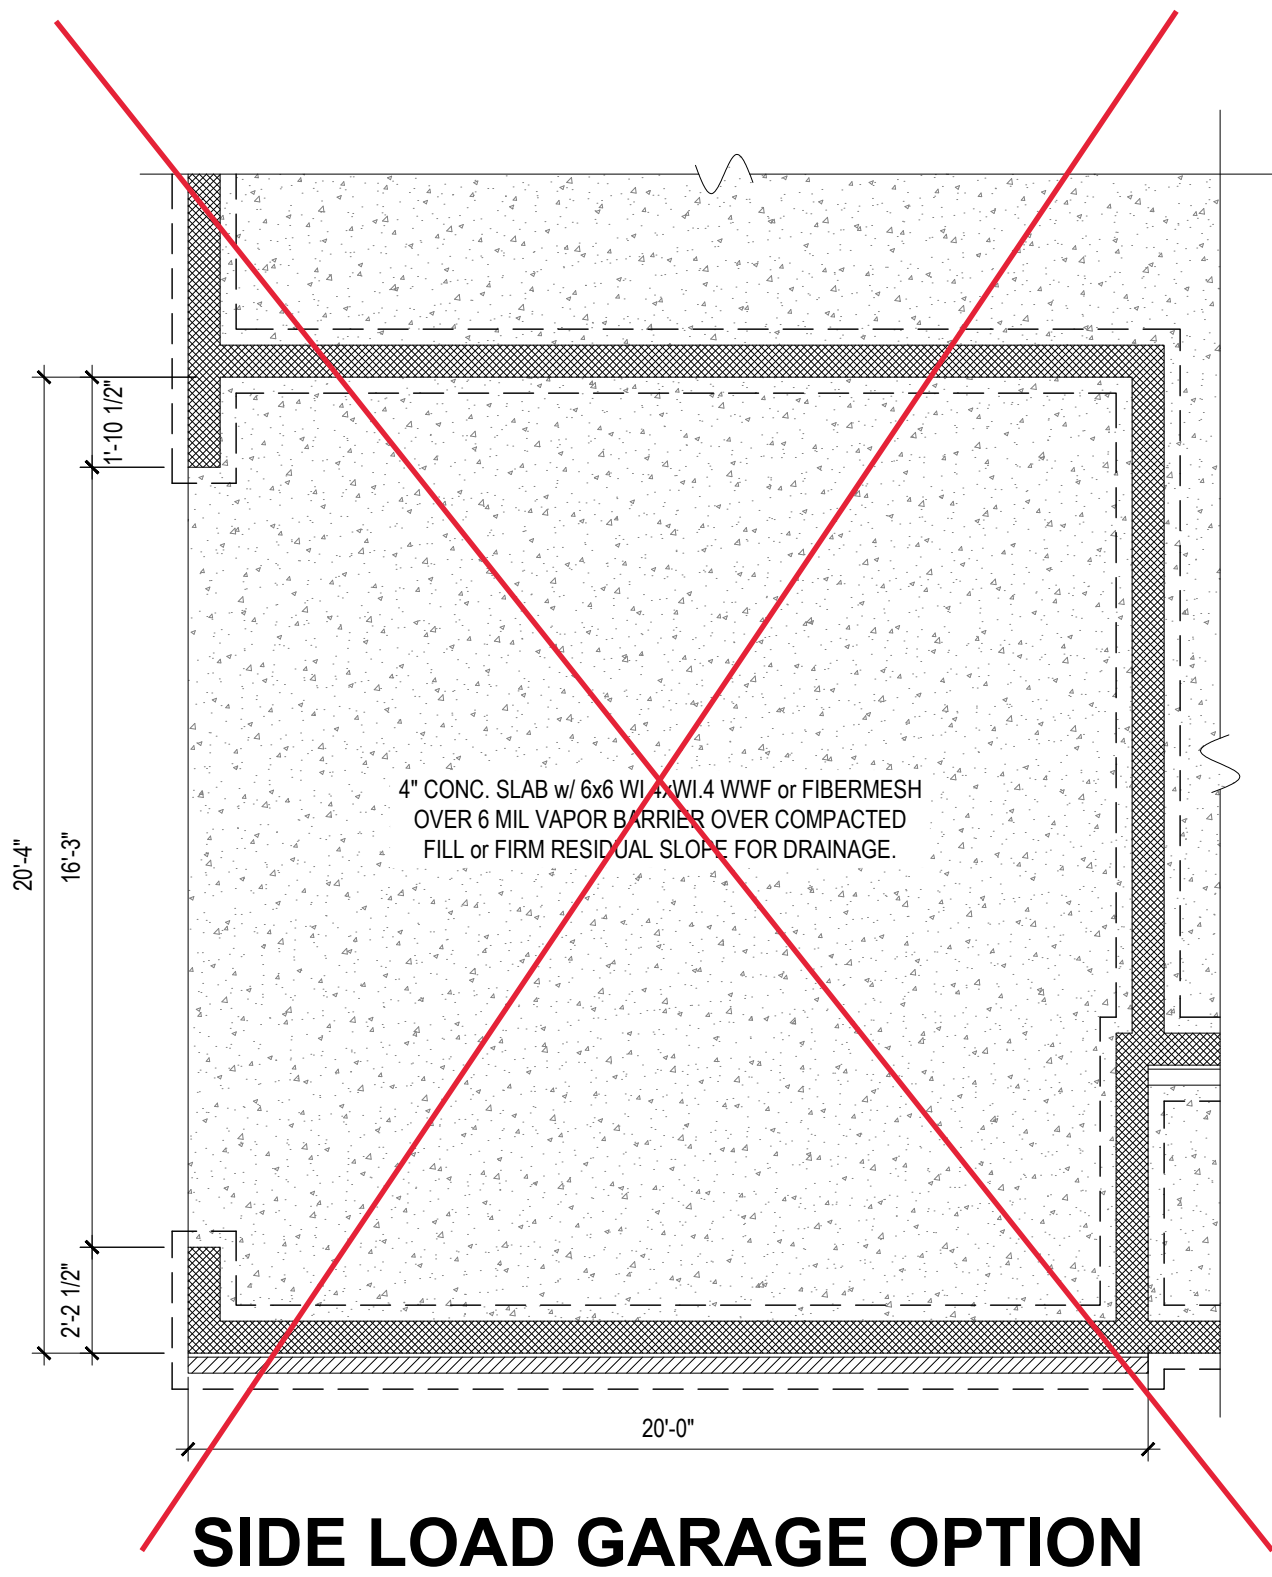 1'-10 1/2"
20'-4"
16'-3"
4" CONC. SLAB w/ 6x6 WI.4xWI.4 WWF or FIBERMESH
OVER 6 MIL VAPOR BARRIER OVER COMPACTED
FILL or FIRM RESIDUAL SLOPE FOR DRAINAGE.
2'-2 1/2"
20'-0"
SIDE LOAD GARAGE OPTION